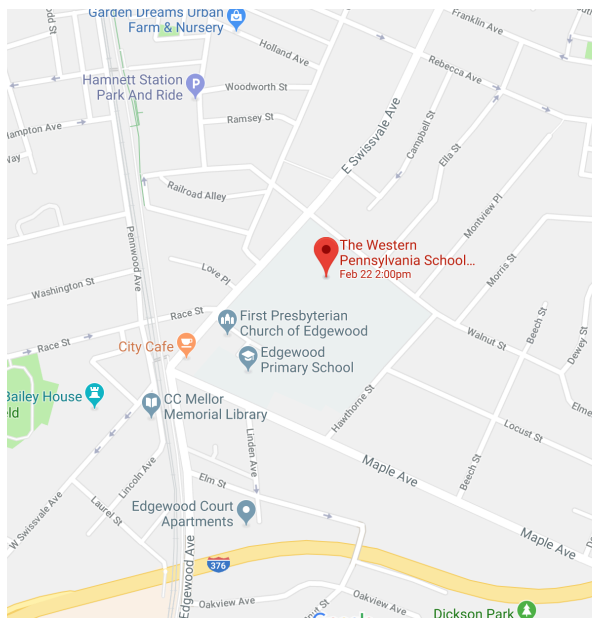 Garden Dreams Urban
Farm & Nursery
Franklin Ave
Holland Ave
Rebecca Ave
Hamnett Station
Park And Ride
Woodworth St
Ramsey St
E Swissvale Ave
Campbell St
Ella St
Hampton Ave
Way
Railroad Alley
Montview Pl
Pennwood Ave
The Western
Pennsylvania School...
Feb 22 2:00pm
Love Pl
Morris St
Washington St
Race St
First Presbyterian
Church of Edgewood
Beech St
Walnut St
Dewey St
Race St
City Cafe
Edgewood
Primary School
Bailey House
eld
CC Mellor
Memorial Library
Hawthorne St
Elme
Locust St
Linden Ave
Maple Ave
Beech St
Lincoln Ave
Elm St
W Swissvale Ave
Laurel St
Edgewood Court
Apartments
Maple Ave
376
Edgewood Ave
Oakview Ave
Oakview Ave
Dickson Park